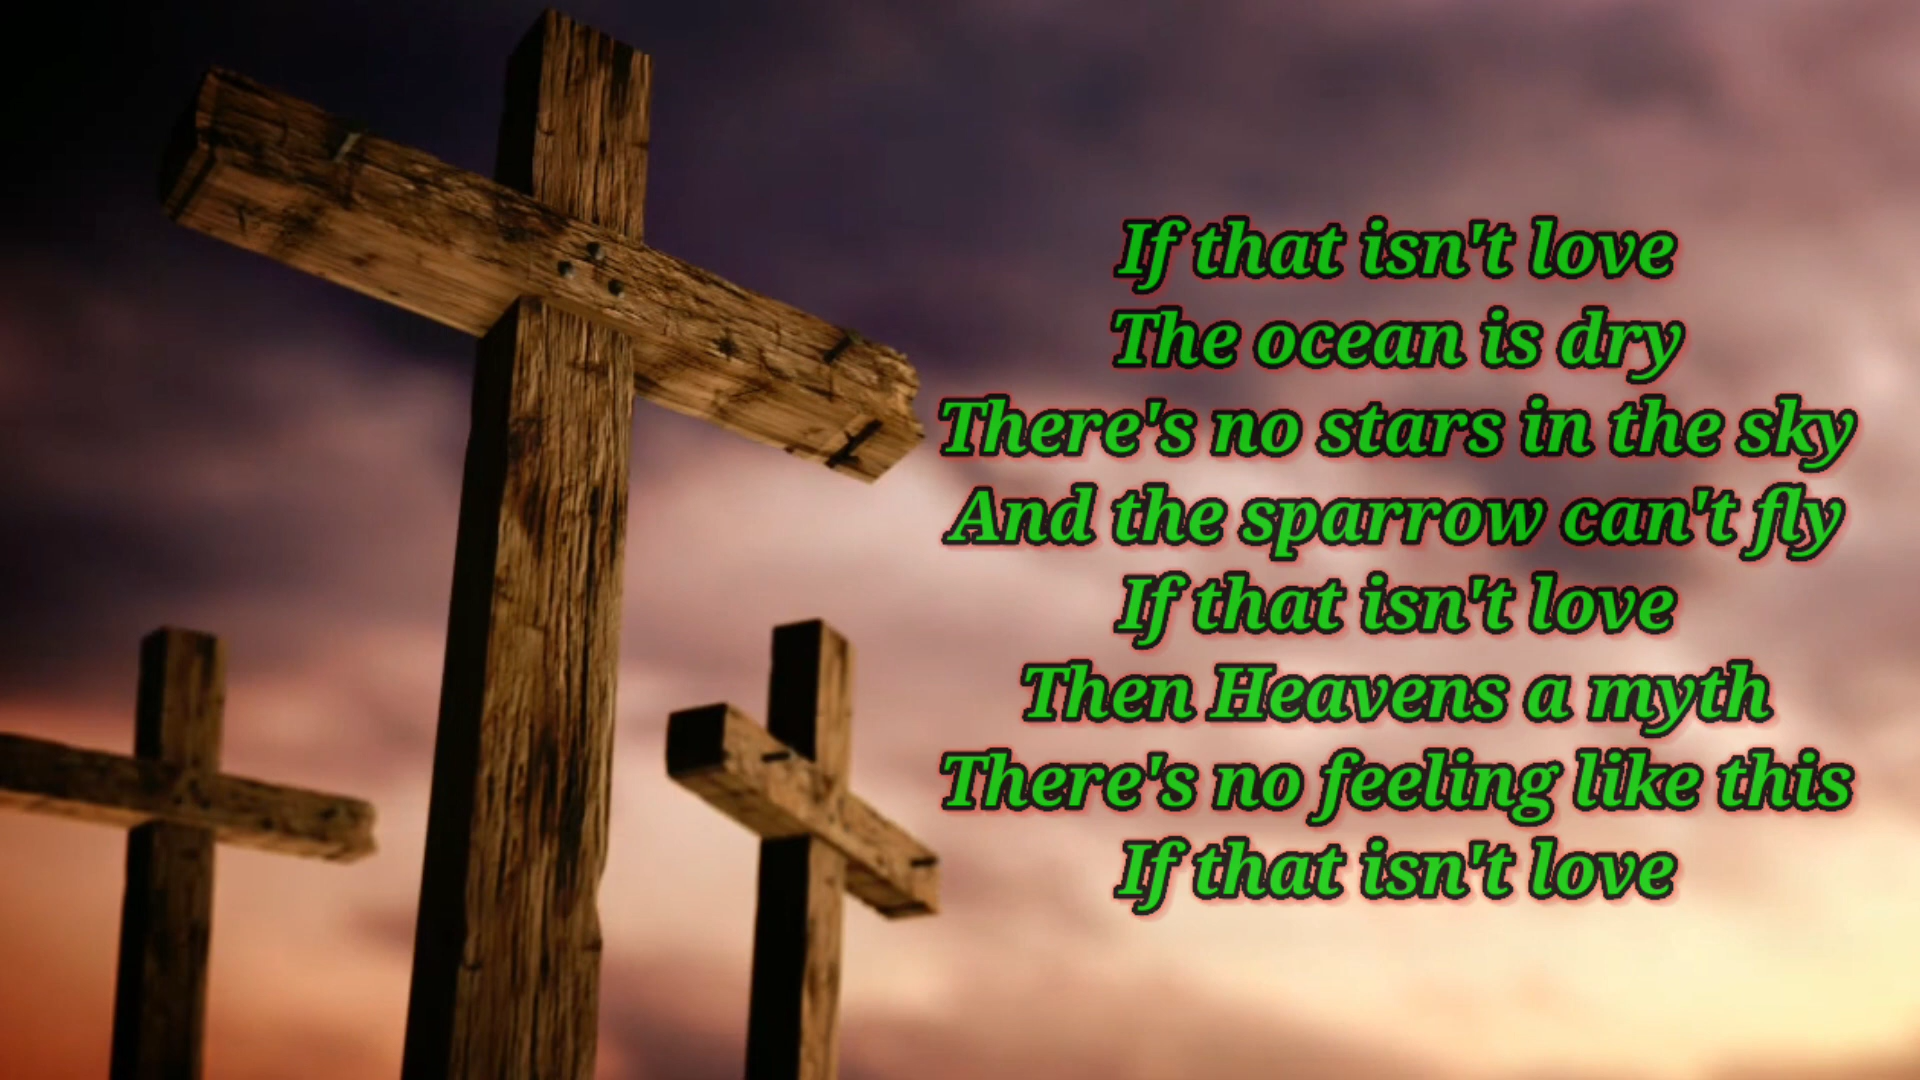 If that isn't love
The ocean is dry
There's no stars in the sky
And the sparrow can't fly
If that isn't love
Then Heavens a myth
There's no feeling like this
If that isn't love